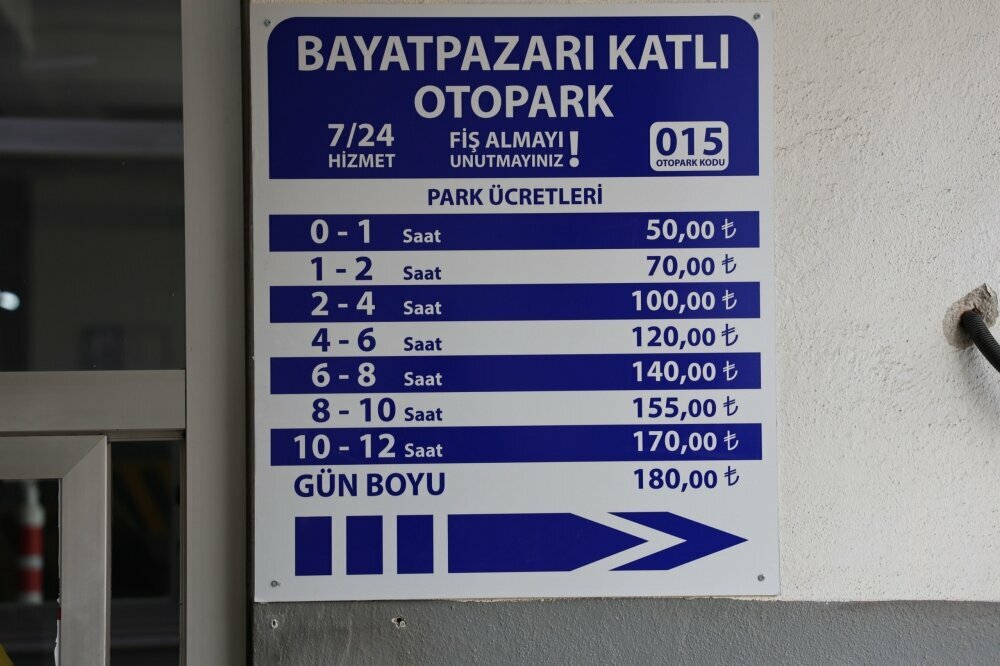 BAYATPAZARI KATLI
OTOPARK
7/24
HİZMET
FİŞ ALMAYI
UNUTMAYINIZ!
015
OTOPARK KODU
PARK ÜCRETLERİ
0 - 1 Saat 50,00 ₺
1 - 2 Saat 70,00 ₺
2 - 4 Saat 100,00 ₺
4 - 6 Saat 120,00 ₺
6 - 8 Saat 140,00 ₺
8 - 10 Saat 155,00 ₺
10 - 12 Saat 170,00 ₺
GÜN BOYU 180,00 ₺